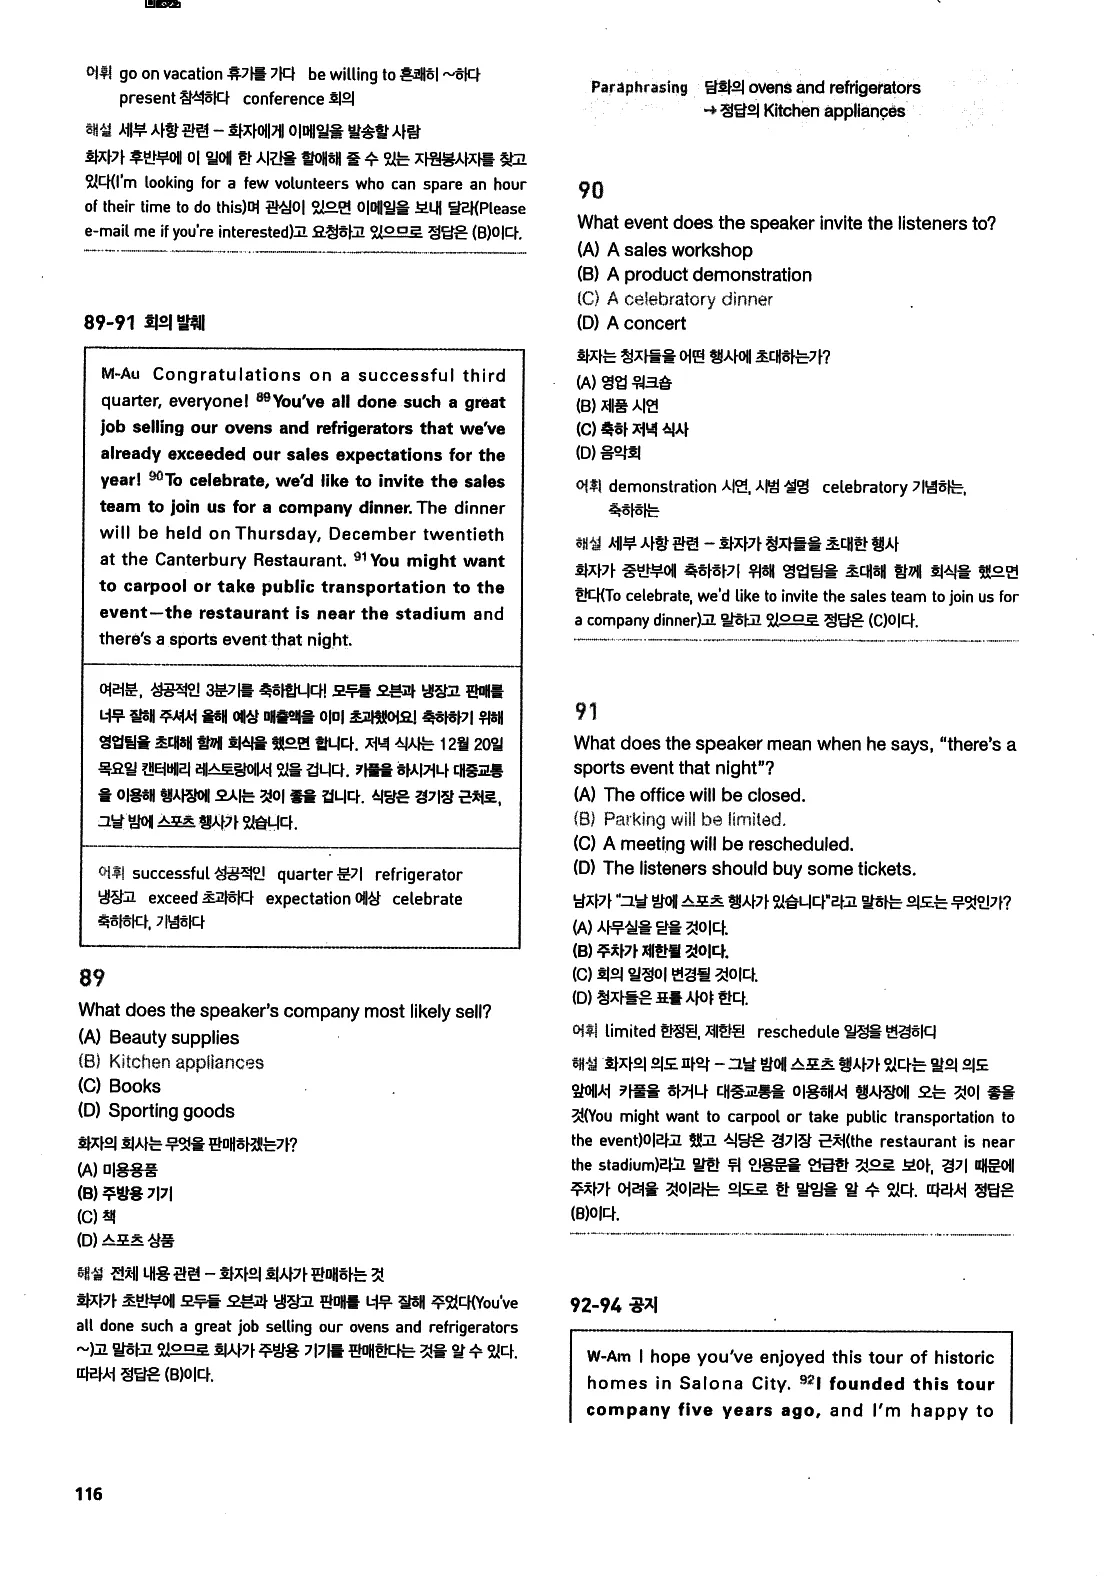 어휘 go on vacation 휴가를 가다 be willing to 흔쾌히 ~하다
present 참석하다 conference 회의
해설 세부 사항 관련 – 화자에게 이메일을 발송할 사람
화자가 후반부에 이 일에 한 시간을 할애해 줄 수 있는 자원봉사자를 찾고
있다(I'm looking for a few volunteers who can spare an hour
of their time to do this)며 관심이 있으면 이메일을 보내 달라(Please
e-mail me if you're interested)고 요청하고 있으므로 정답은 (B)이다.
89-91 회의 발췌
M-Au Congratulations on a successful third
quarter, everyone! 89You've all done such a great
job selling our ovens and refrigerators that we've
already exceeded our sales expectations for the
year! 90To celebrate, we'd like to invite the sales
team to join us for a company dinner. The dinner
will be held on Thursday, December twentieth
at the Canterbury Restaurant. 91You might want
to carpool or take public transportation to the
event—the restaurant is near the stadium and
there's a sports event that night.
여러분, 성공적인 3분기를 축하합니다! 모두들 오븐과 냉장고 판매를
너무 잘해 주셔서 올해 예상 매출액을 이미 초과했어요! 축하하기 위해
영업팀을 초대해 함께 회식을 했으면 합니다. 저녁 식사는 12월 20일
목요일 캔터베리 레스토랑에서 있을 겁니다. 카풀을 하시거나 대중교통
을 이용해 행사장에 오시는 것이 좋을 겁니다. 식당은 경기장 근처로,
그날 밤에 스포츠 행사가 있습니다.
어휘 successful 성공적인 quarter 분기 refrigerator
냉장고 exceed 초과하다 expectation 예상 celebrate
축하하다, 기념하다
89
What does the speaker's company most likely sell?
(A) Beauty supplies
(B) Kitchen appliances
(C) Books
(D) Sporting goods
화자의 회사는 무엇을 판매하겠는가?
(A) 미용용품
(B) 주방용 기기
(C) 책
(D) 스포츠 상품
해설 전체 내용 관련 – 화자의 회사가 판매하는 것
화자가 초반부에 모두들 오븐과 냉장고 판매를 너무 잘해 주었다(You've
all done such a great job selling our ovens and refrigerators
~)고 말하고 있으므로 회사가 주방용 기기를 판매한다는 것을 알 수 있다.
따라서 정답은 (B)이다.
116
Paraphrasing 담화의 ovens and refrigerators
→ 정답의 Kitchen appliances
90
What event does the speaker invite the listeners to?
(A) A sales workshop
(B) A product demonstration
(C) A celebratory dinner
(D) A concert
화자는 청자들을 어떤 행사에 초대하는가?
(A) 영업 워크숍
(B) 제품 시연
(C) 축하 저녁 식사
(D) 음악회
어휘 demonstration 시연, 시범 설명 celebratory 기념하는,
축하하는
해설 세부 사항 관련 – 화자가 청자들을 초대한 행사
화자가 중반부에 축하하기 위해 영업팀을 초대해 함께 회식을 했으면
한다(To celebrate, we'd like to invite the sales team to join us for
a company dinner)고 말하고 있으므로 정답은 (C)이다.
91
What does the speaker mean when he says, “there's a
sports event that night”?
(A) The office will be closed.
(B) Parking will be limited.
(C) A meeting will be rescheduled.
(D) The listeners should buy some tickets.
남자가 “그날 밤에 스포츠 행사가 있습니다”라고 말하는 의도는 무엇인가?
(A) 사무실을 닫을 것이다.
(B) 주차가 제한될 것이다.
(C) 회의 일정이 변경될 것이다.
(D) 청자들은 표를 사야 한다.
어휘 limited 한정된, 제한된 reschedule 일정을 변경하다
해설 화자의 의도 파악 – 그날 밤에 스포츠 행사가 있다는 말의 의도
앞에서 카풀을 하거나 대중교통을 이용해서 행사장에 오는 것이 좋을
것(You might want to carpool or take public transportation to
the event)이라고 했고 식당은 경기장 근처(the restaurant is near
the stadium)라고 말한 뒤 인용문을 언급한 것으로 보아, 경기 때문에
주차가 어려울 것이라는 의도로 한 말임을 알 수 있다. 따라서 정답은
(B)이다.
92-94 공지
W-Am I hope you've enjoyed this tour of historic
homes in Salona City. 92I founded this tour
company five years ago, and I'm happy to